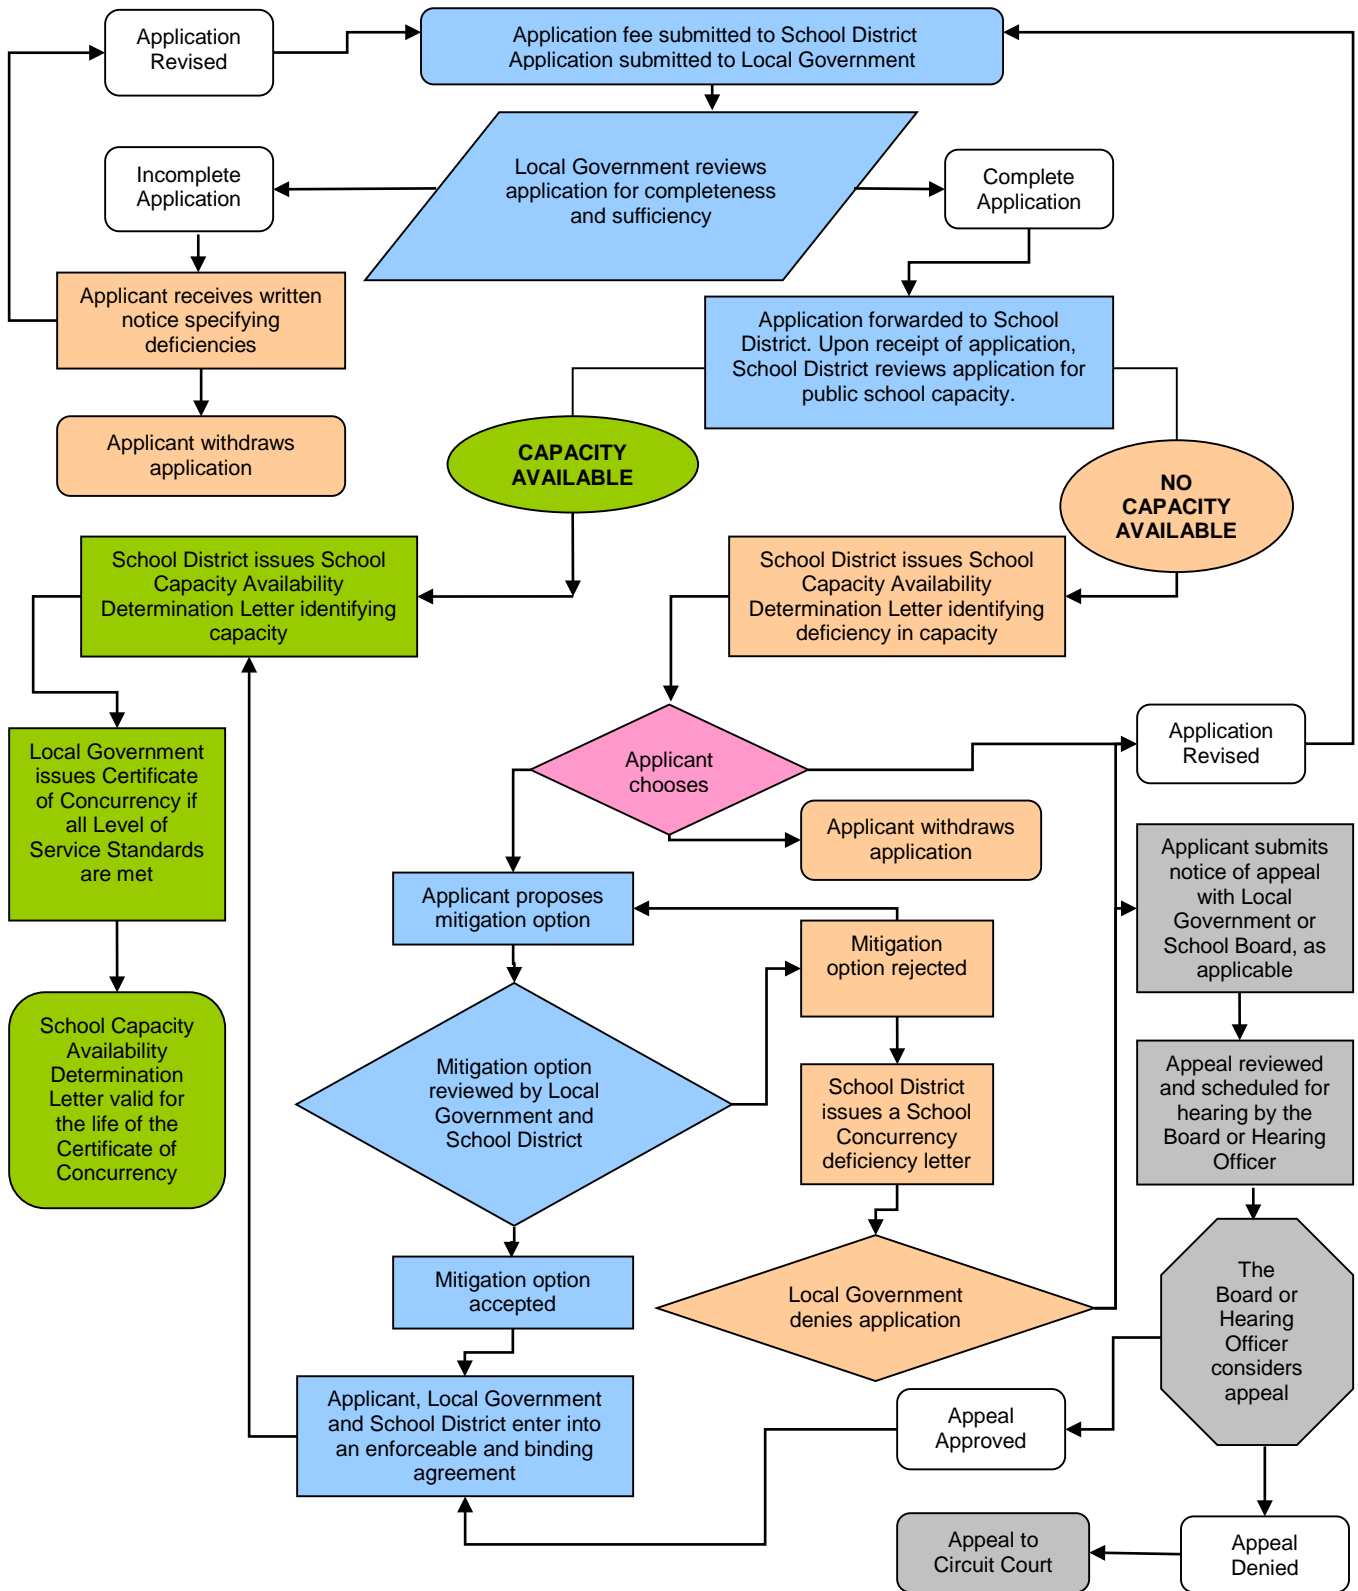 Application
Revised
Application fee submitted to School District
Application submitted to Local Government
Incomplete
Application
Local Government reviews
application for completeness
and sufficiency
Complete
Application
Applicant receives written
notice specifying
deficiencies
Application forwarded to School
District. Upon receipt of application,
School District reviews application for
public school capacity.
Applicant withdraws
application
CAPACITY
AVAILABLE
NO
CAPACITY
AVAILABLE
School District issues School
Capacity Availability
Determination Letter identifying
capacity
School District issues School
Capacity Availability
Determination Letter identifying
deficiency in capacity
Local Government
issues Certificate
of Concurrency if
all Level of
Service Standards
are met
Applicant
chooses
Application
Revised
Applicant withdraws
application
Applicant proposes
mitigation option
Mitigation
option rejected
Applicant submits
notice of appeal
with Local
Government or
School Board, as
applicable
School Capacity
Availability
Determination
Letter valid for
the life of the
Certificate of
Concurrency
Mitigation option
reviewed by Local
Government and
School District
School District
issues a School
Concurrency
deficiency letter
Appeal reviewed
and scheduled for
hearing by the
Board or Hearing
Officer
Mitigation option
accepted
Local Government
denies application
The
Board or
Hearing
Officer
considers
appeal
Applicant, Local Government
and School District enter into
an enforceable and binding
agreement
Appeal
Approved
Appeal to
Circuit Court
Appeal
Denied